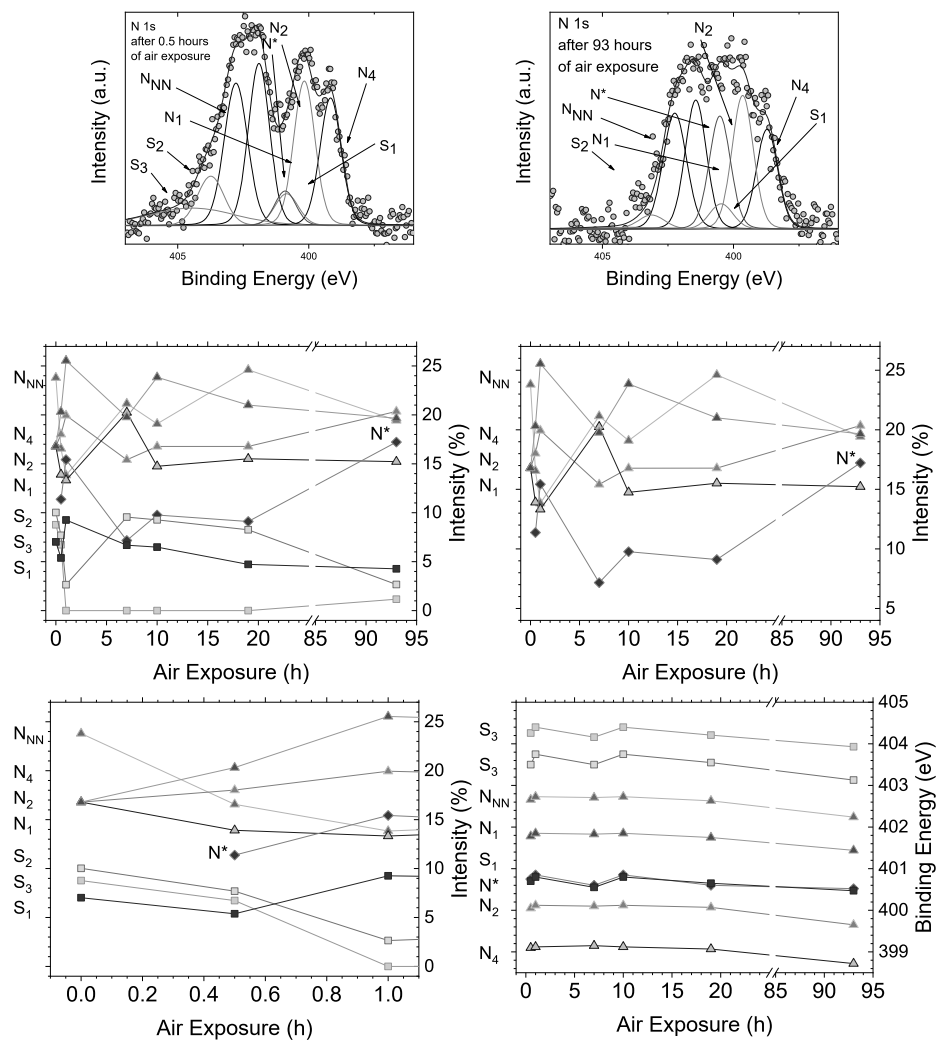 N 1s
after 0.5 hours
of air exposure
N2
N*
N4
NNN
N1
S1
S2
S3
Intensity (a.u.)
405
400
Binding Energy (eV)
N 1s
after 93 hours
of air exposure
N2
N4
N*
S1
NNN
S2
N1
Intensity (a.u.)
405
400
Binding Energy (eV)
NNN
N4
N2
N1
S2
S3
S1
N*
25
20
15
10
5
0
Intensity (%)
0 5 10 15 20 85 90 95
Air Exposure (h)
NNN
N4
N2
N1
N*
25
20
15
10
5
Intensity (%)
0 5 10 15 20 85 90 95
Air Exposure (h)
NNN
N4
N2
N1
S2
S3
S1
N*
25
20
15
10
5
0
Intensity (%)
0.0 0.2 0.4 0.6 0.8 1.0
Air Exposure (h)
S3
S3
NNN
N1
S1
N*
N2
N4
405
404
403
402
401
400
399
Binding Energy (eV)
0 5 10 15 20 85 90 95
Air Exposure (h)